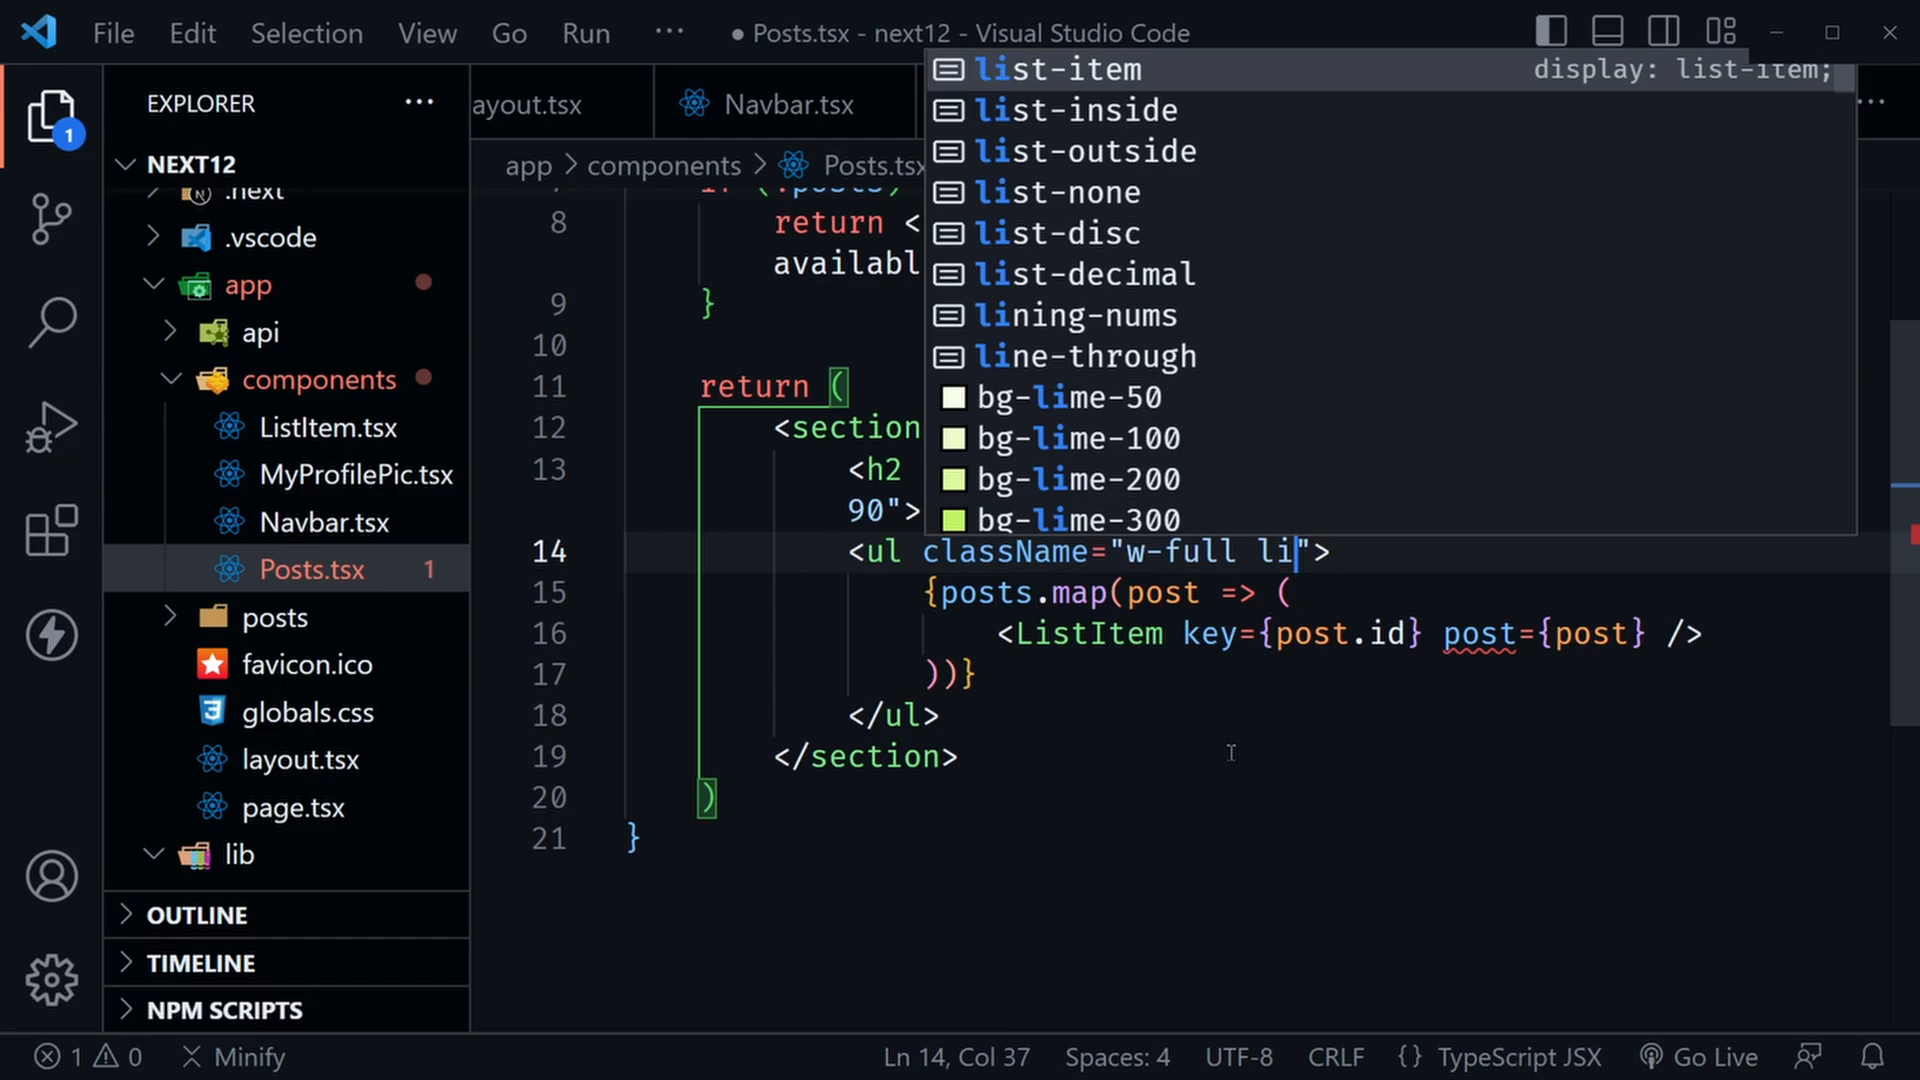 File Edit Selection View Go Run ··· ● Posts.tsx - next12 - Visual Studio Code
EXPLORER ···
NEXT12
.next
.vscode
app
api
components
ListItem.tsx
MyProfilePic.tsx
Navbar.tsx
Posts.tsx 1
posts
favicon.ico
globals.css
layout.tsx
page.tsx
lib
OUTLINE
TIMELINE
NPM SCRIPTS
1
ayout.tsx Navbar.tsx ···
app > components > Posts.tsx
list-item display: list-item;
list-inside
list-outside
list-none
list-disc
list-decimal
lining-nums
line-through
bg-lime-50
bg-lime-100
bg-lime-200
bg-lime-300
8 return <
availabl
9 }
10
11 return (
12 <section
13 <h2
90">
14 <ul className="w-full li">
15 {posts.map(post => (
16 <ListItem key={post.id} post={post} />
17 ))}
18 </ul>
19 </section>
20 )
21 }
1 0 Minify Ln 14, Col 37 Spaces: 4 UTF-8 CRLF {} TypeScript JSX Go Live